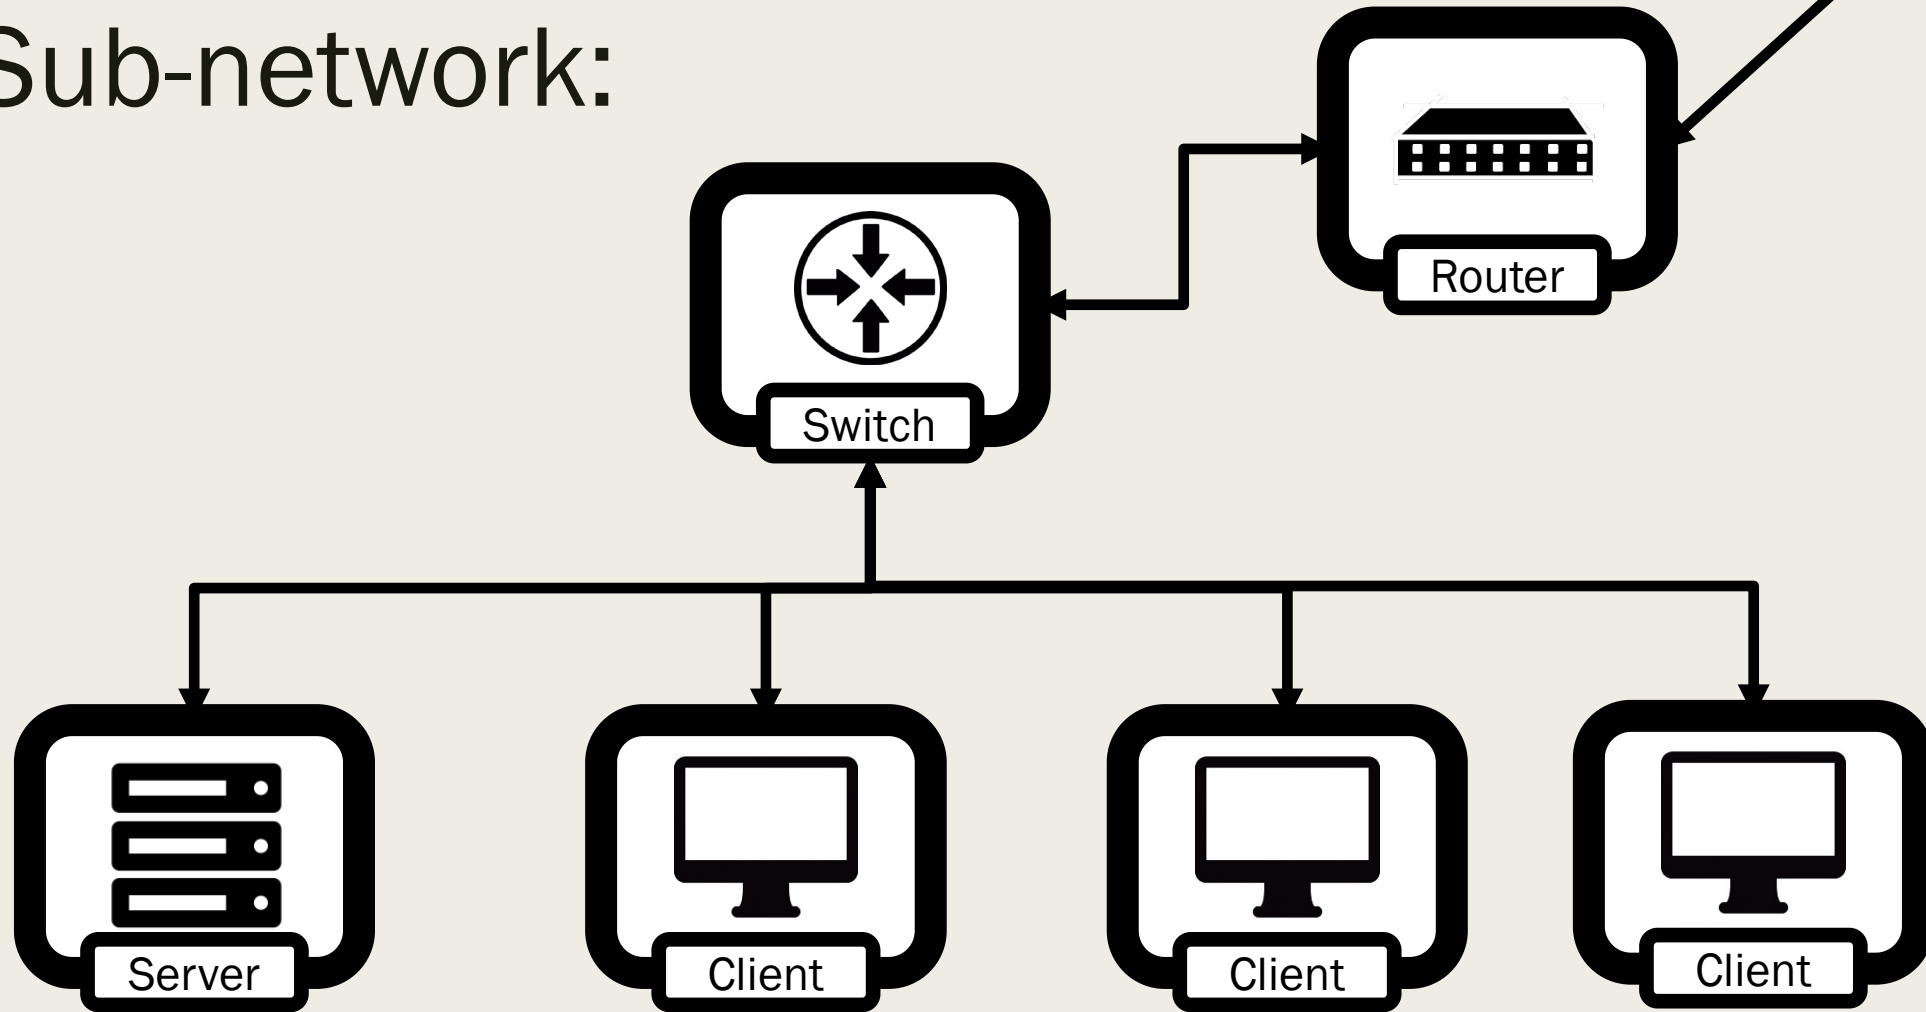 Sub-network:
Router
Switch
Server
Client
Client
Client